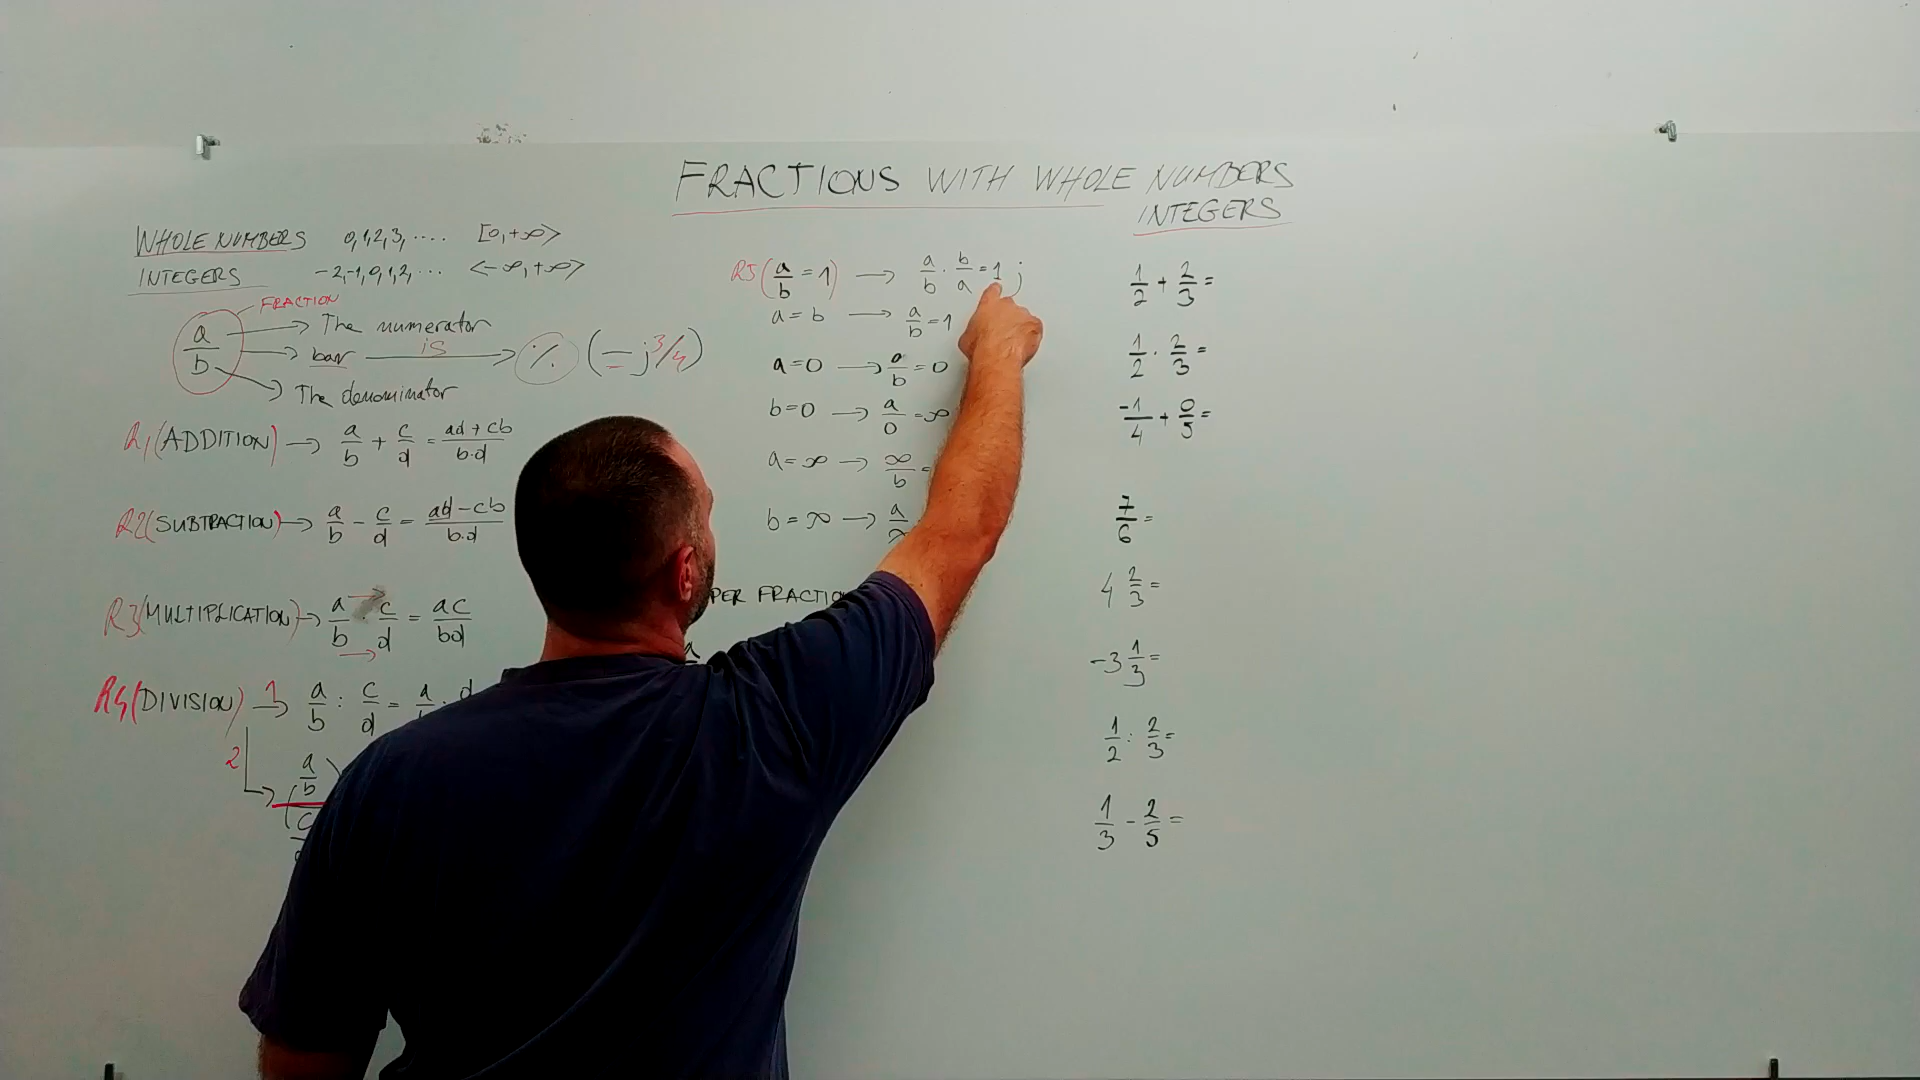 FRACTIONS WITH WHOLE NUMBERS
INTEGERS
WHOLE NUMBERS 0,1,2,3,.... [0,+∞>
INTEGERS -2,-1,0,1,2,... <-∞,+∞>
FRACTION
a/b
The numerator
bar is
The denominator
R1(ADDITION) → a/b + c/d = ad+cb/b·d
R2(SUBTRACTION) → a/b - c/d = ad-cb/b·d
R3(MULTIPLICATION) → a/b · c/d = ac/bd
R4(DIVISION) 1 → a/b : c/d = a
2
a/b
c
R5(a/b = 1) → a/b · b/a = 1 ;
a = b → a/b = 1
a=0 → a/b = 0
b=0 → a/0 = ∞
a=∞ → ∞/b =
b=∞ → a/∞
PER FRACTIO
a
1/2 + 2/3 =
1/2 · 2/3 =
-1/4 + 0/5 =
7/6 =
4 2/3 =
-3 1/3 =
1/2 : 2/3 =
1/3 - 2/5 =